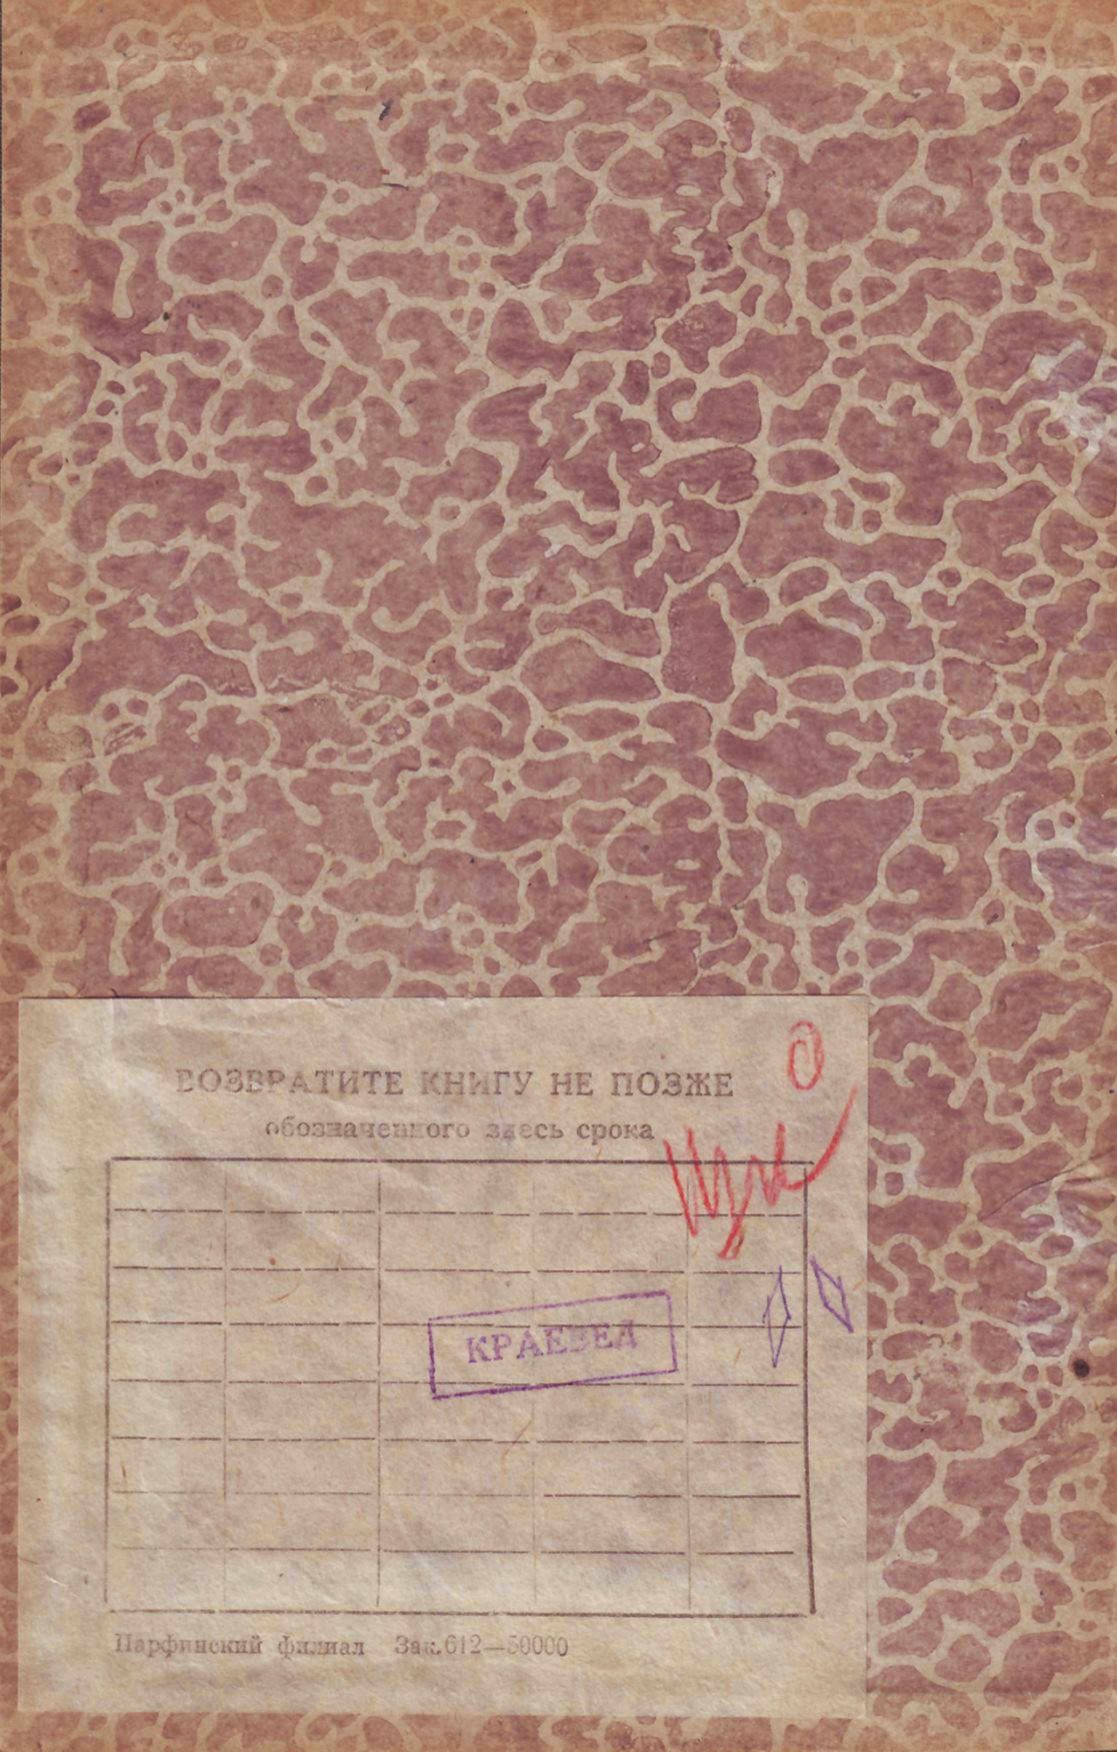 ВОЗВРАТИТЕ КНИГУ НЕ ПОЗЖЕ
обозначенного здесь срока
КРАЕВЕД
Парфинский филиал Зак.612—50000